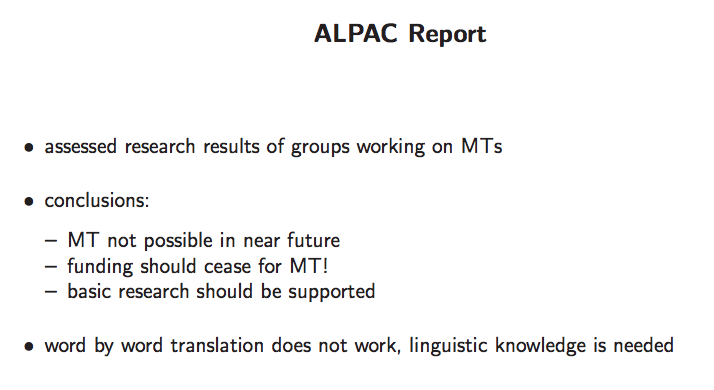 ALPAC Report
• assessed research results of groups working on MTs
• conclusions:
– MT not possible in near future
– funding should cease for MT!
– basic research should be supported
• word by word translation does not work, linguistic knowledge is needed